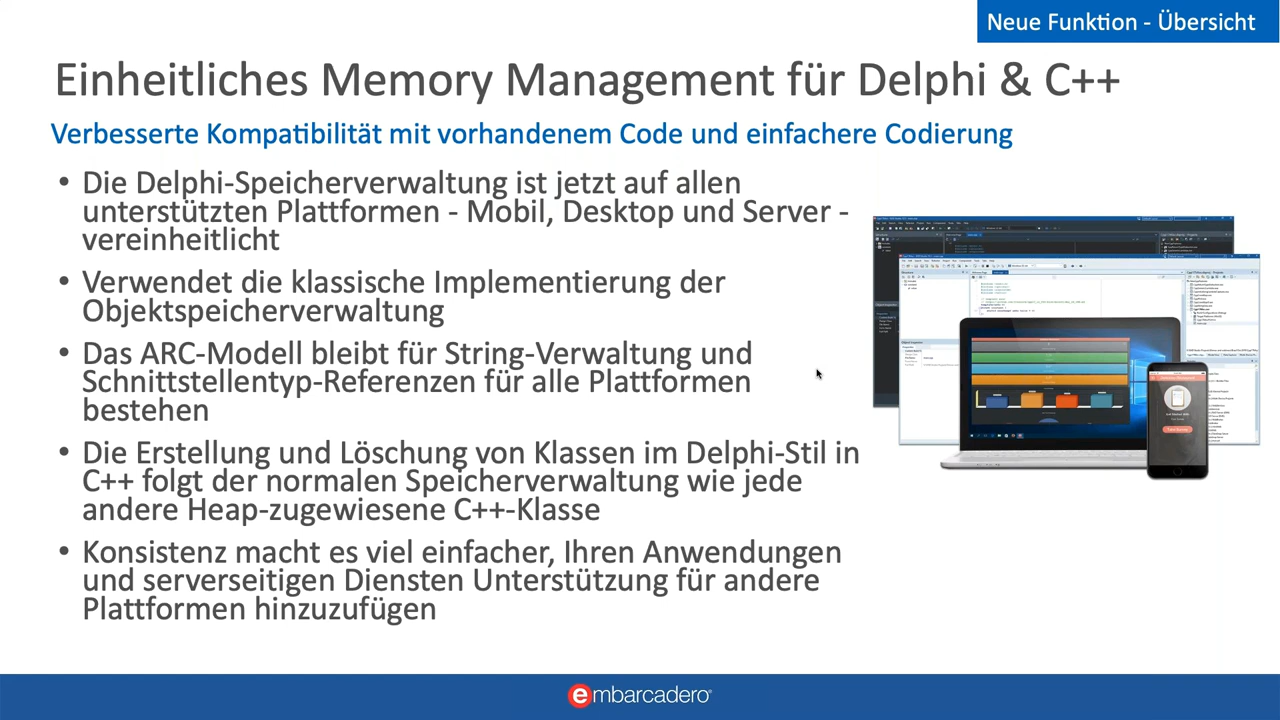 Neue Funktion - Übersicht
Einheitliches Memory Management für Delphi & C++
Verbesserte Kompatibilität mit vorhandenem Code und einfachere Codierung
• Die Delphi-Speicherverwaltung ist jetzt auf allen
unterstützten Plattformen - Mobil, Desktop und Server -
vereinheitlicht
• Verwendet die klassische Implementierung der
Objektspeicherverwaltung
• Das ARC-Modell bleibt für String-Verwaltung und
Schnittstellentyp-Referenzen für alle Plattformen
bestehen
• Die Erstellung und Löschung von Klassen im Delphi-Stil in
C++ folgt der normalen Speicherverwaltung wie jede
andere Heap-zugewiesene C++-Klasse
• Konsistenz macht es viel einfacher, Ihren Anwendungen
und serverseitigen Diensten Unterstützung für andere
Plattformen hinzuzufügen
embarcadero®